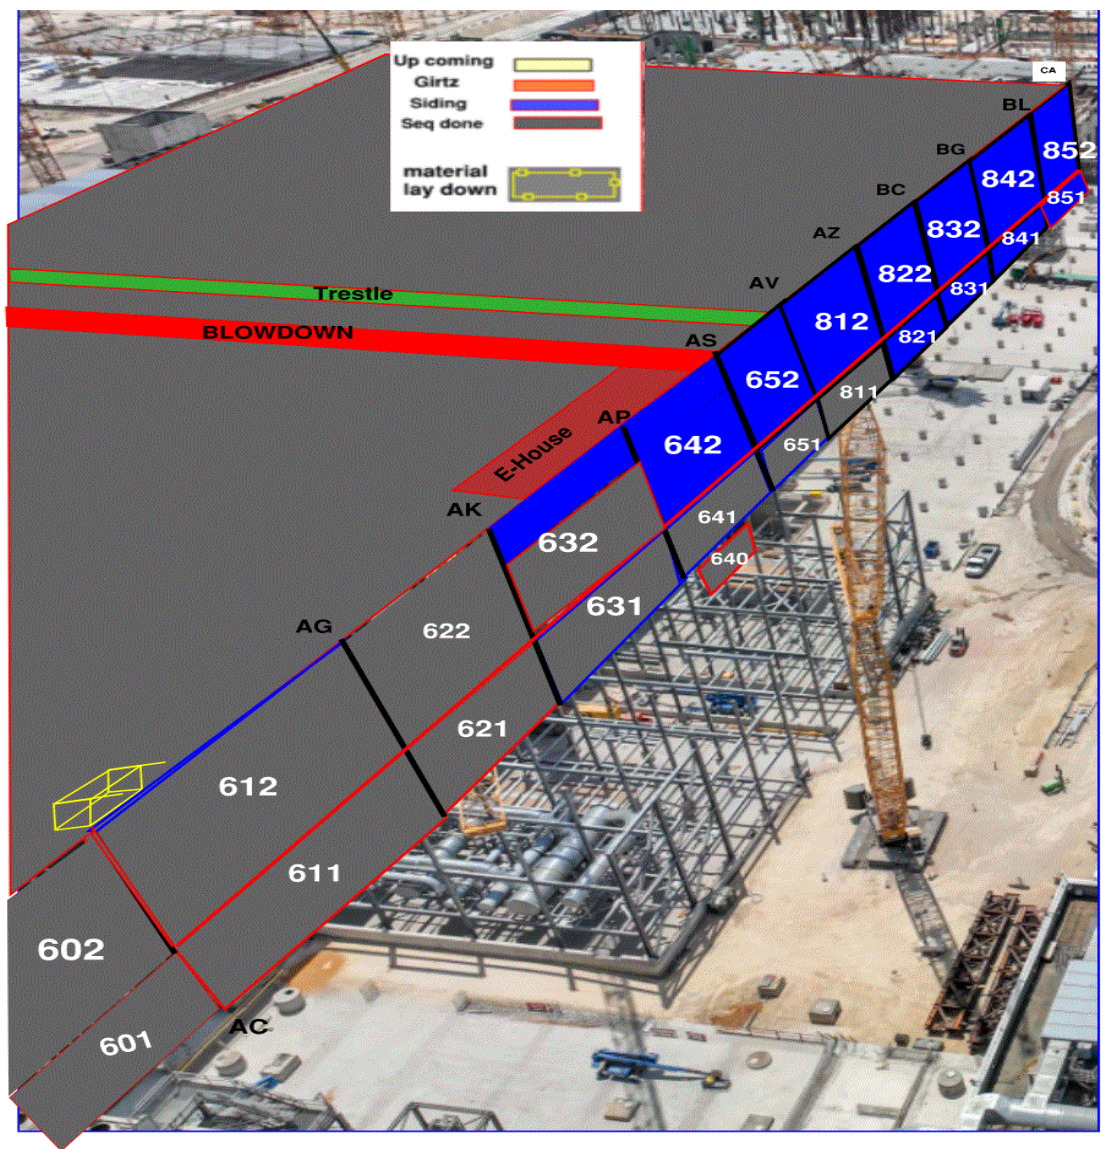 Up coming
Girtz
Siding
Seq done
material
lay down
CA
BL
852
BG
842
851
BC
832
841
AZ
822
831
AV
812
821
Trestle
BLOWDOWN
AS
652
811
AP
642
651
E-House
AK
632
641
640
631
AG
622
621
612
611
602
AC
601